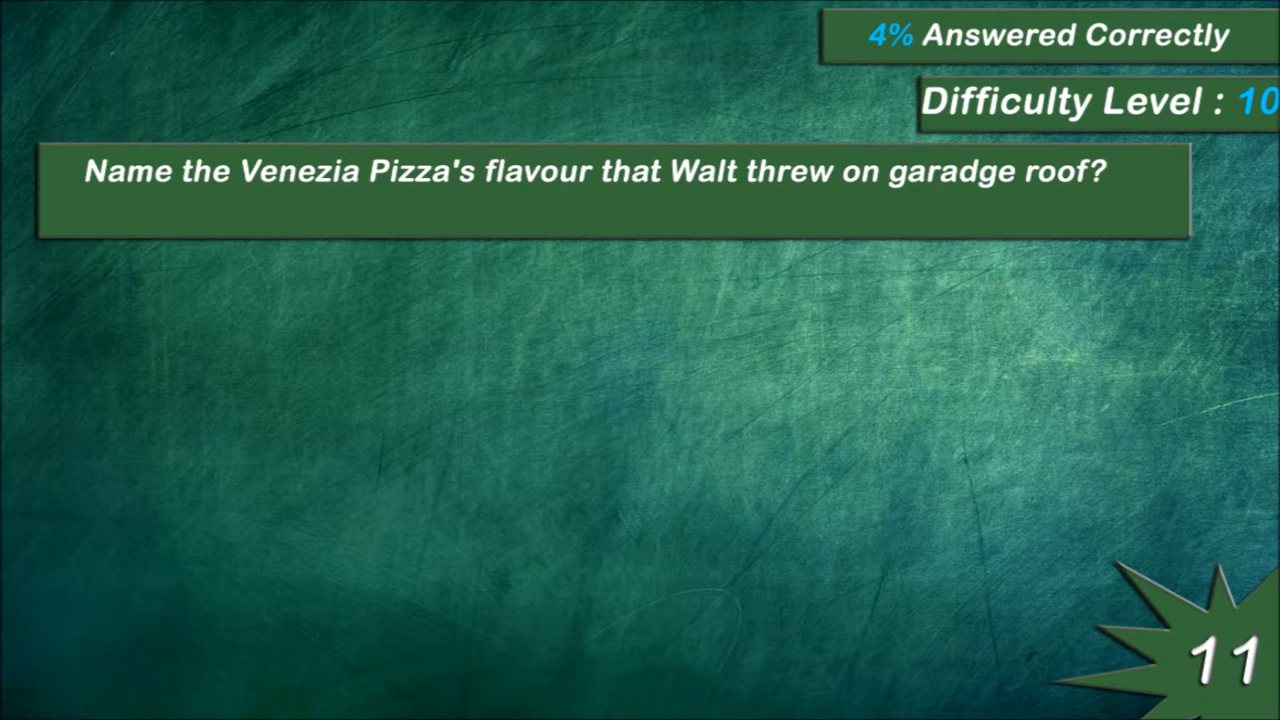 4% Answered Correctly
Difficulty Level : 10
Name the Venezia Pizza's flavour that Walt threw on garadge roof?
11